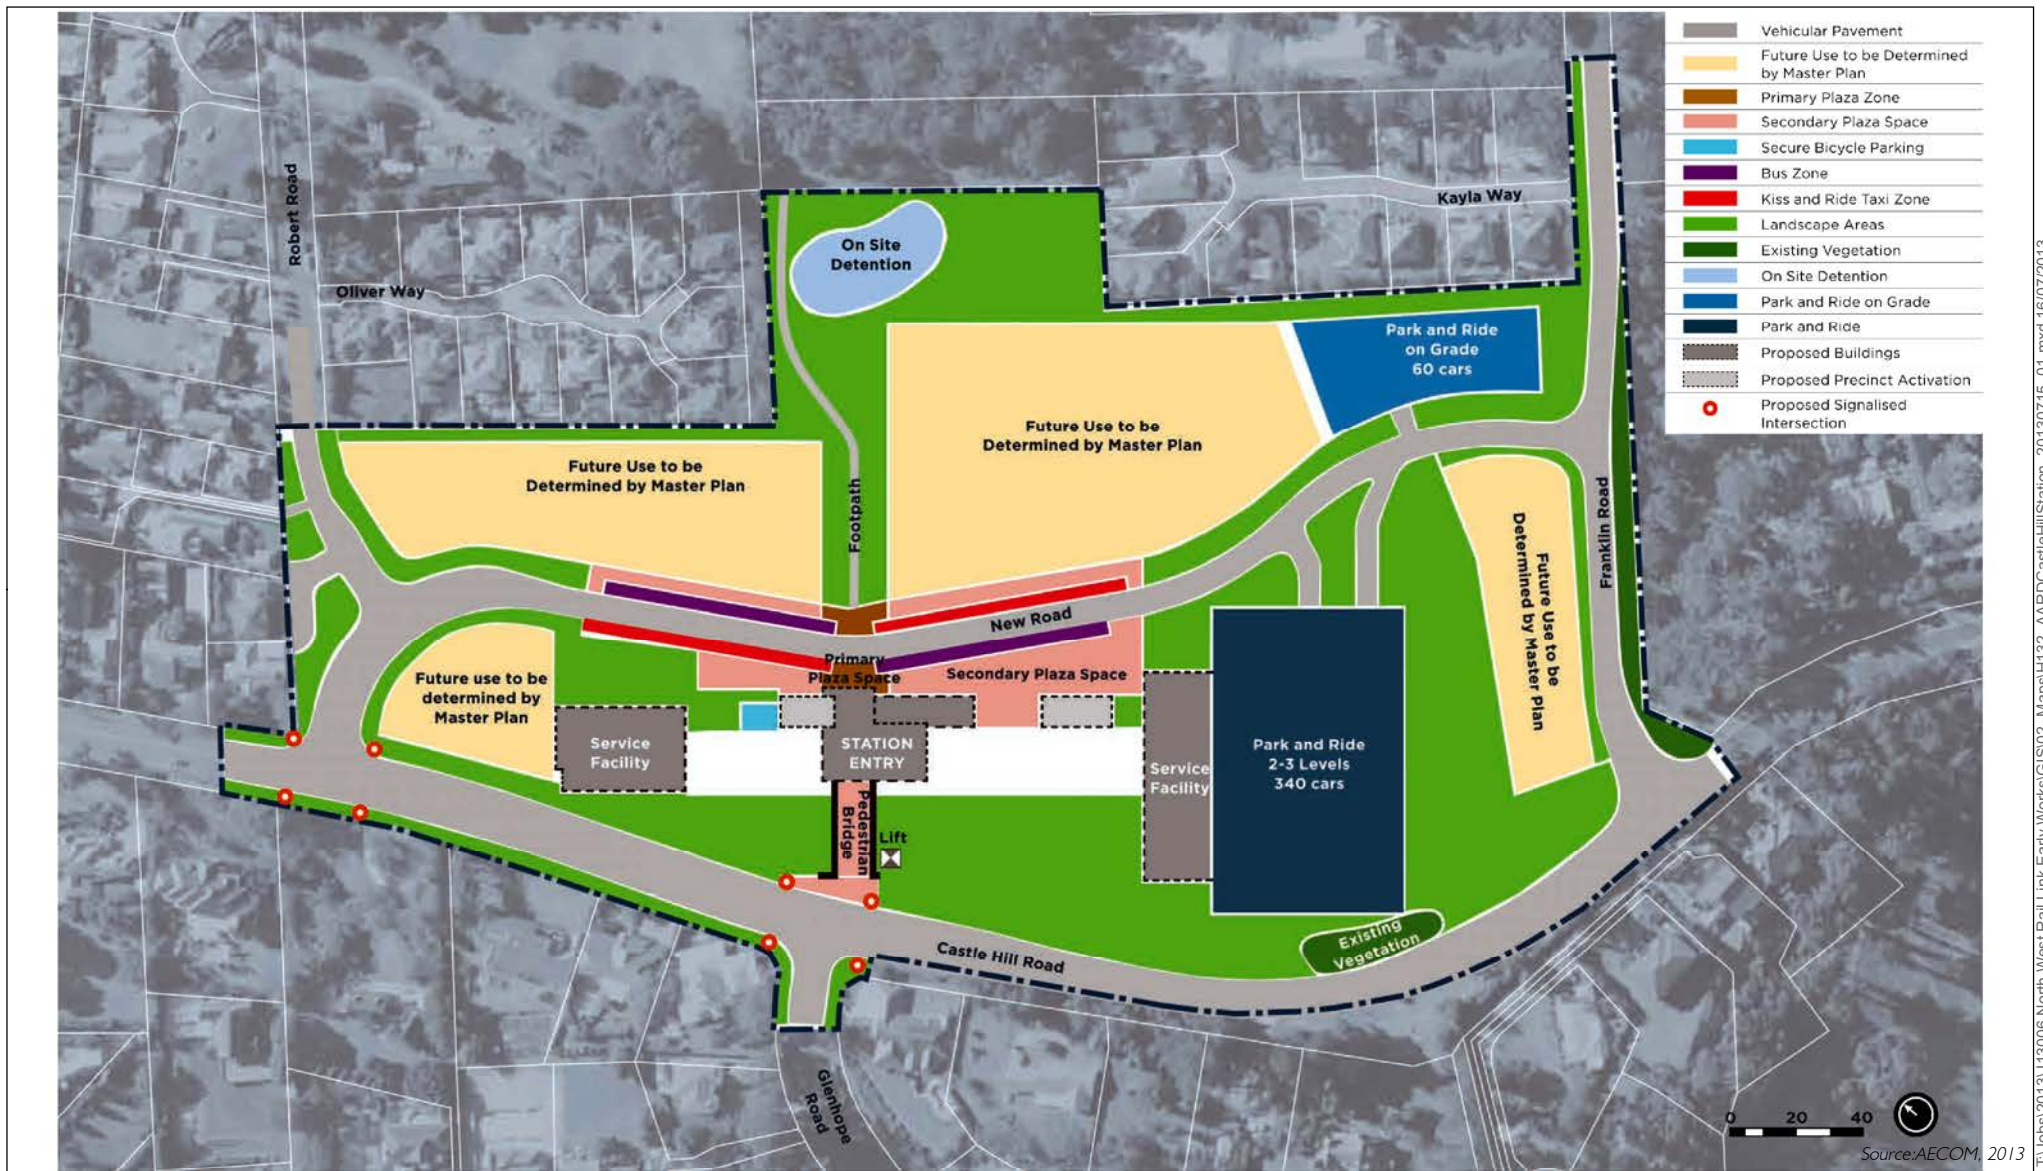 Vehicular Pavement
Future Use to be Determined
by Master Plan
Primary Plaza Zone
Secondary Plaza Space
Secure Bicycle Parking
Bus Zone
Kiss and Ride Taxi Zone
Landscape Areas
Existing Vegetation
On Site Detention
Park and Ride on Grade
Park and Ride
Proposed Buildings
Proposed Precinct Activation
Proposed Signalised
Intersection
Robert Road
Oliver Way
Kayla Way
On Site
Detention
Park and Ride
on Grade
60 cars
Future Use to be
Determined by Master Plan
Future Use to be
Determined by Master Plan
Footpath
Franklin Road
Future Use to be
Determined by Master Plan
New Road
Primary
Plaza Space
Secondary Plaza Space
Future use to be
determined by
Master Plan
Service
Facility
STATION
ENTRY
Service
Facility
Park and Ride
2-3 Levels
340 cars
Pedestrian
Bridge
Lift
Existing
Vegetation
Castle Hill Road
Glenhope
Road
0 20 40
Source:AECOM, 2013